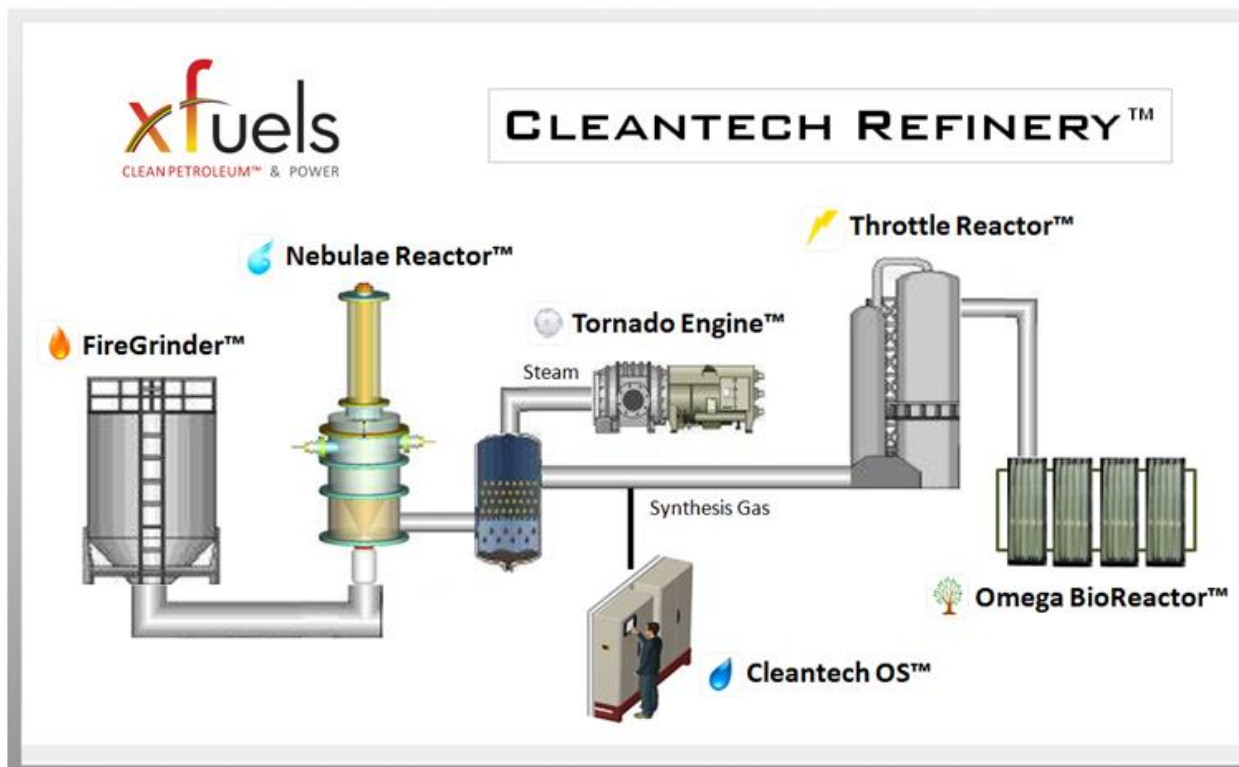 xfuels
CLEAN PETROLEUM™ & POWER
CLEANTECH REFINERY™
Throttle Reactor™
Nebulae Reactor™
Tornado Engine™
FireGrinder™
Steam
Synthesis Gas
Omega BioReactor™
Cleantech OS™